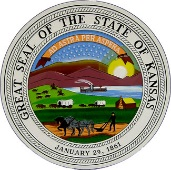 GREAT SEAL OF THE STATE OF KANSAS
AD ASTRA PER ASPERA
JANUARY 29, 1861